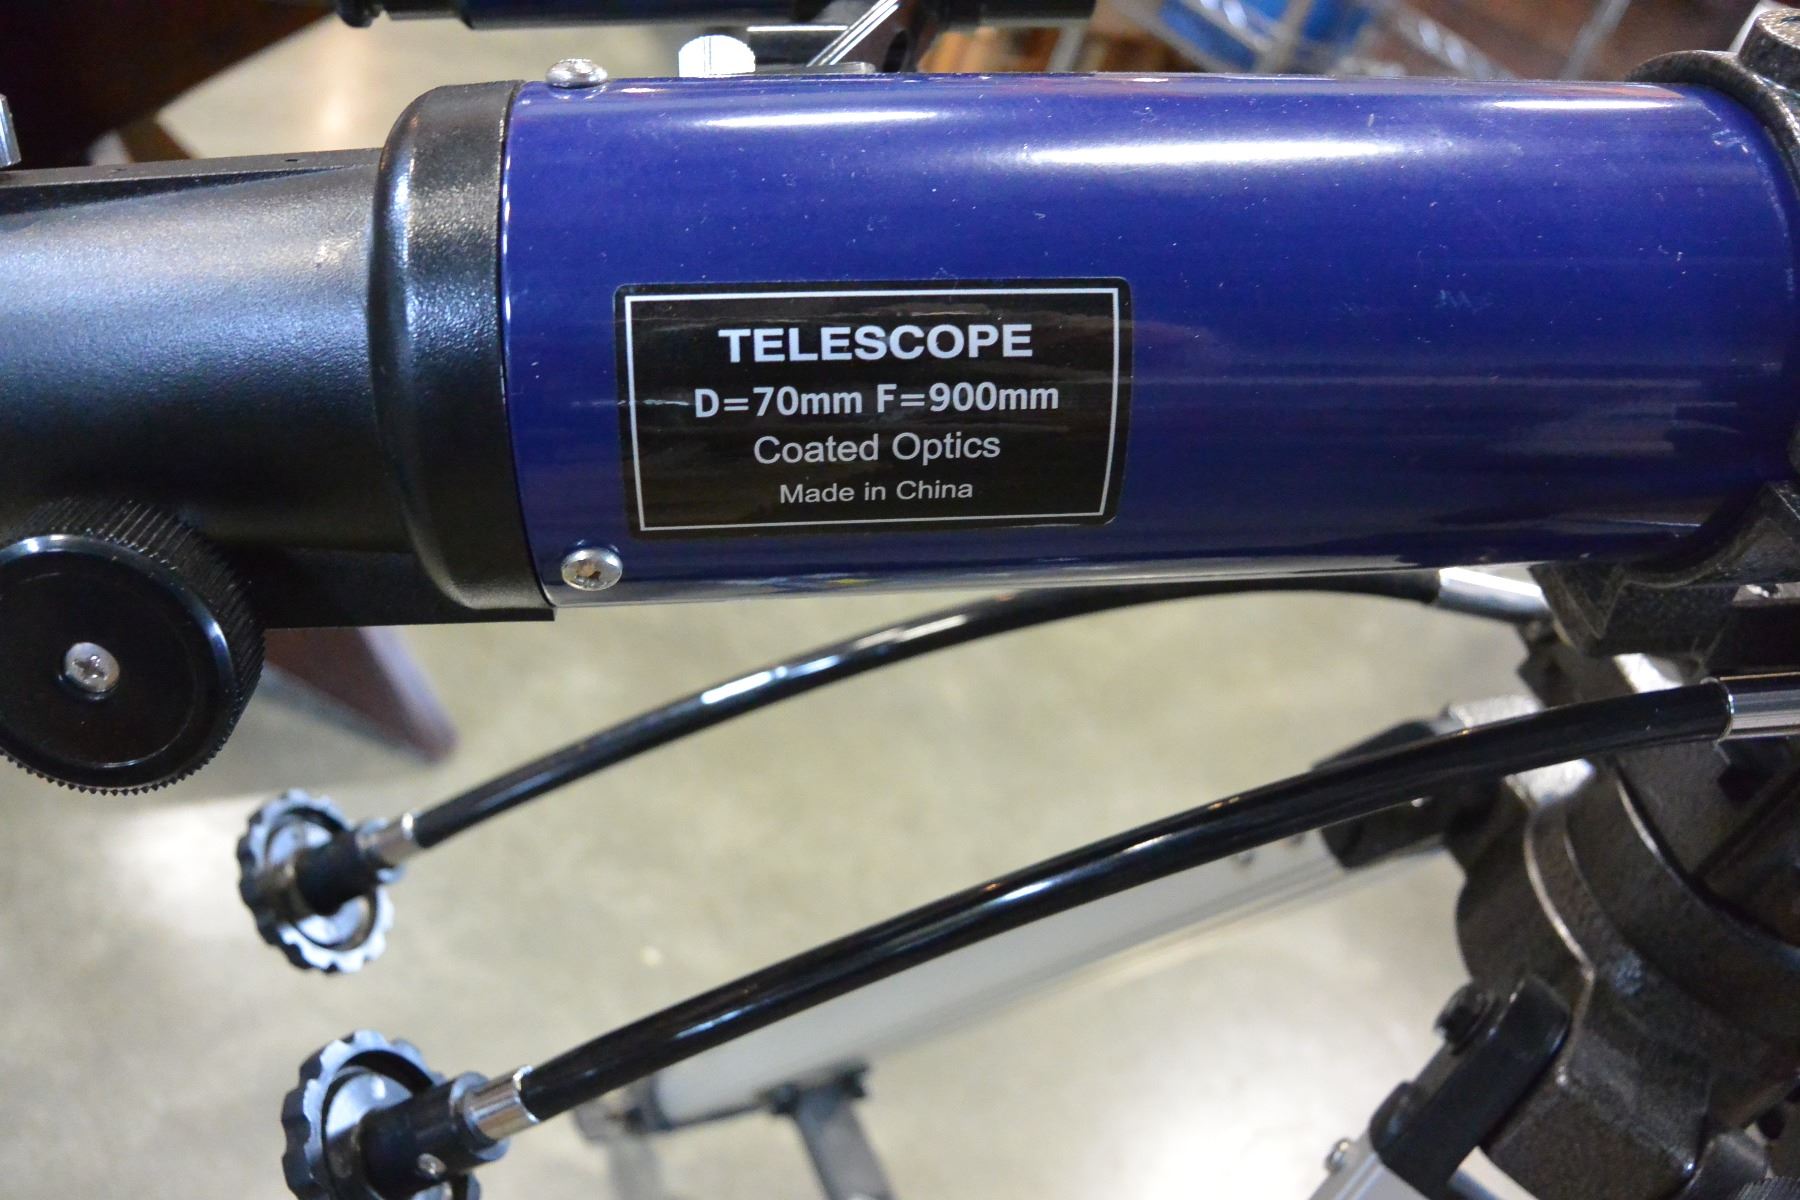 TELESCOPE
D=70mm F=900mm
Coated Optics
Made in China